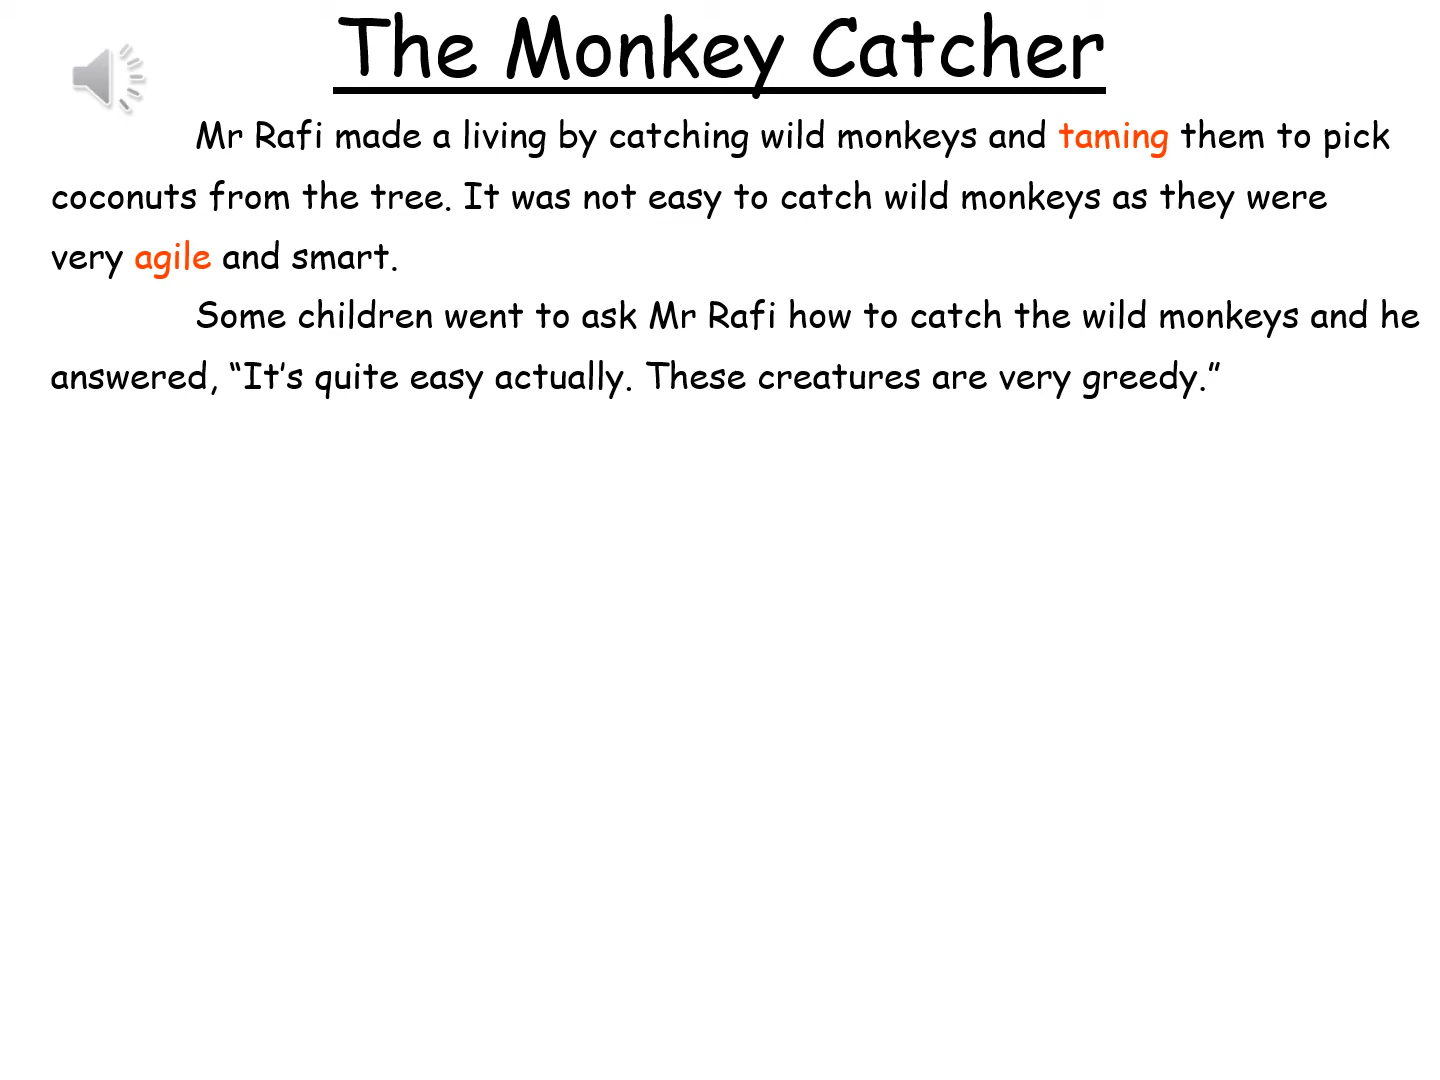 The Monkey Catcher
Mr Rafi made a living by catching wild monkeys and taming them to pick
coconuts from the tree. It was not easy to catch wild monkeys as they were
very agile and smart.
Some children went to ask Mr Rafi how to catch the wild monkeys and he
answered, “It’s quite easy actually. These creatures are very greedy.”